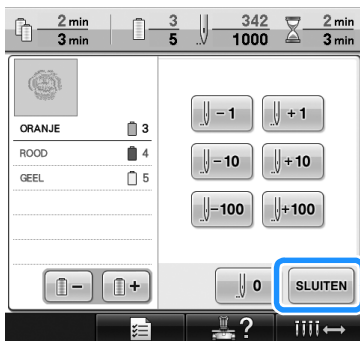 2 min
3 min
3
5
342
1000
2 min
3 min
ORANJE 3
ROOD 4
GEEL 5
-1 +1
-10 +10
-100 +100
- +
0 SLUITEN
?